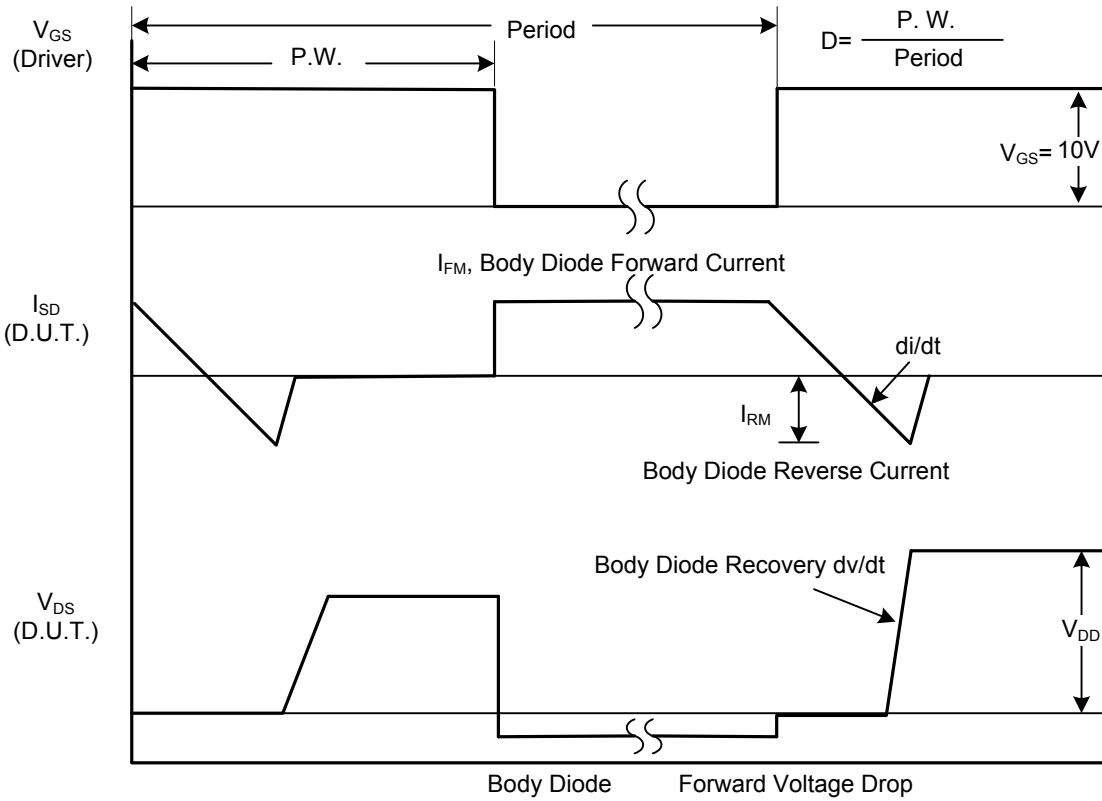 V_GS
(Driver)
Period
P.W.
D= P. W.
Period
V_GS= 10V
I_FM, Body Diode Forward Current
I_SD
(D.U.T.)
di/dt
I_RM
Body Diode Reverse Current
Body Diode Recovery dv/dt
V_DS
(D.U.T.)
V_DD
Body Diode Forward Voltage Drop